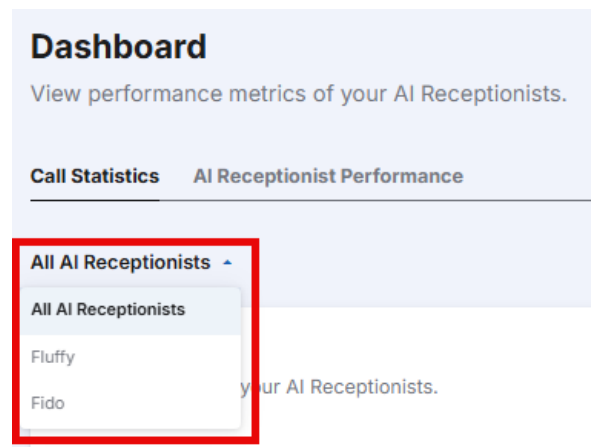 Dashboard
View performance metrics of your AI Receptionists.
Call Statistics AI Receptionist Performance
All AI Receptionists
All AI Receptionists
Fluffy
your AI Receptionists.
Fido